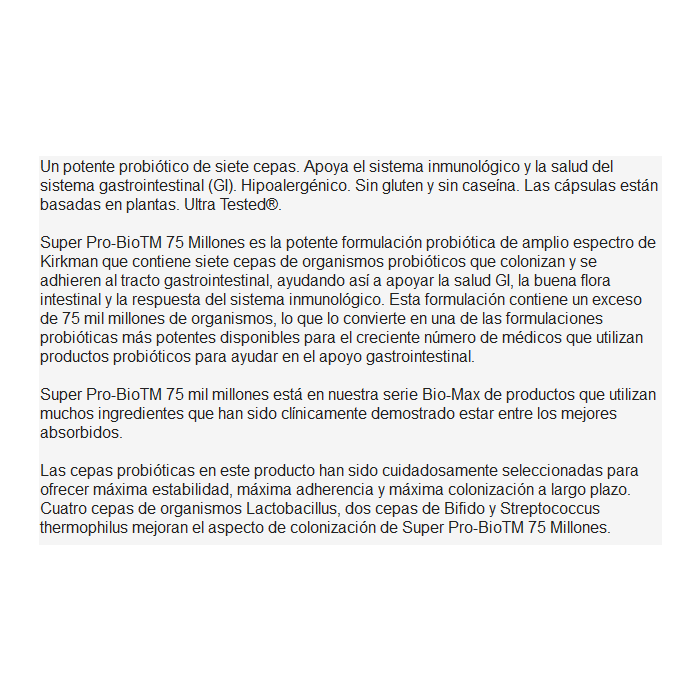 Un potente probiótico de siete cepas. Apoya el sistema inmunológico y la salud del
sistema gastrointestinal (GI). Hipoalergénico. Sin gluten y sin caseína. Las cápsulas están
basadas en plantas. Ultra Tested®.
Super Pro-BioTM 75 Millones es la potente formulación probiótica de amplio espectro de
Kirkman que contiene siete cepas de organismos probióticos que colonizan y se
adhieren al tracto gastrointestinal, ayudando así a apoyar la salud GI, la buena flora
intestinal y la respuesta del sistema inmunológico. Esta formulación contiene un exceso
de 75 mil millones de organismos, lo que lo convierte en una de las formulaciones
probióticas más potentes disponibles para el creciente número de médicos que utilizan
productos probióticos para ayudar en el apoyo gastrointestinal.
Super Pro-BioTM 75 mil millones está en nuestra serie Bio-Max de productos que utilizan
muchos ingredientes que han sido clínicamente demostrado estar entre los mejores
absorbidos.
Las cepas probióticas en este producto han sido cuidadosamente seleccionadas para
ofrecer máxima estabilidad, máxima adherencia y máxima colonización a largo plazo.
Cuatro cepas de organismos Lactobacillus, dos cepas de Bifido y Streptococcus
thermophilus mejoran el aspecto de colonización de Super Pro-BioTM 75 Millones.